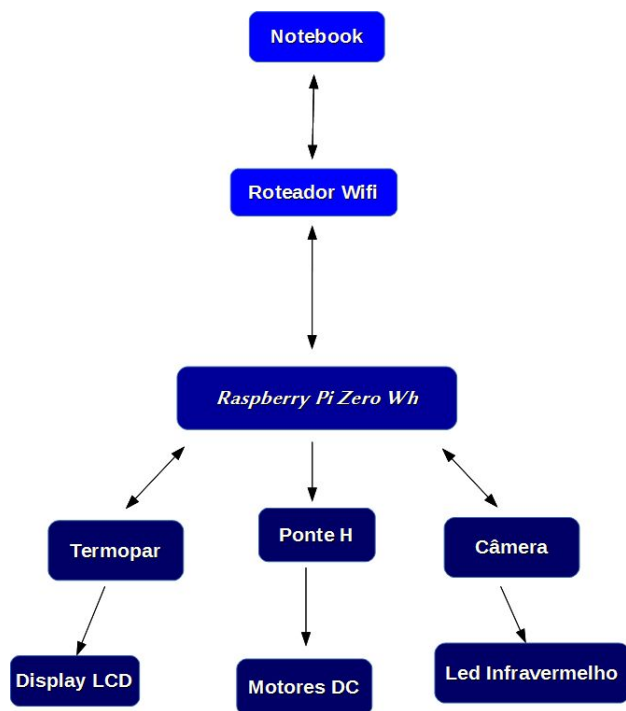 Notebook
Roteador Wifi
Raspberry Pi Zero Wh
Termopar
Ponte H
Câmera
Display LCD
Motores DC
Led Infravermelho